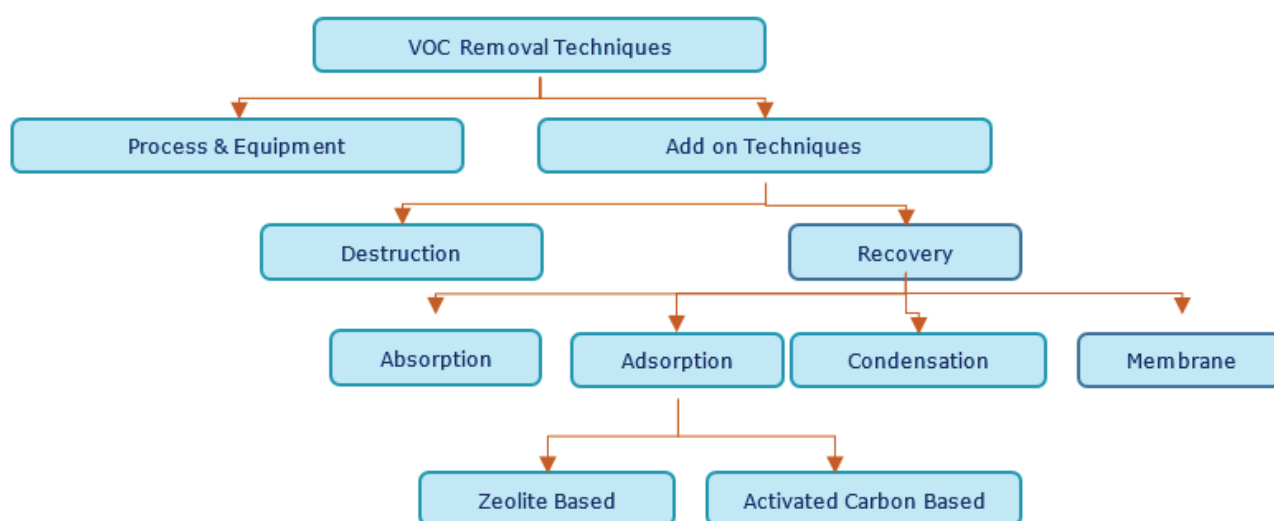 VOC Removal Techniques
Process & Equipment
Add on Techniques
Destruction
Recovery
Absorption
Adsorption
Condensation
Membrane
Zeolite Based
Activated Carbon Based